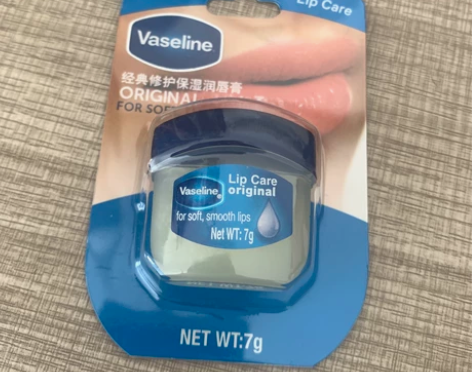 Lip Care
Vaseline
经典修护保湿润唇膏
ORIGINAL
FOR
Vaseline
Lip Care
original
for soft, smooth lips
Net WT: 7g
NET WT:7g